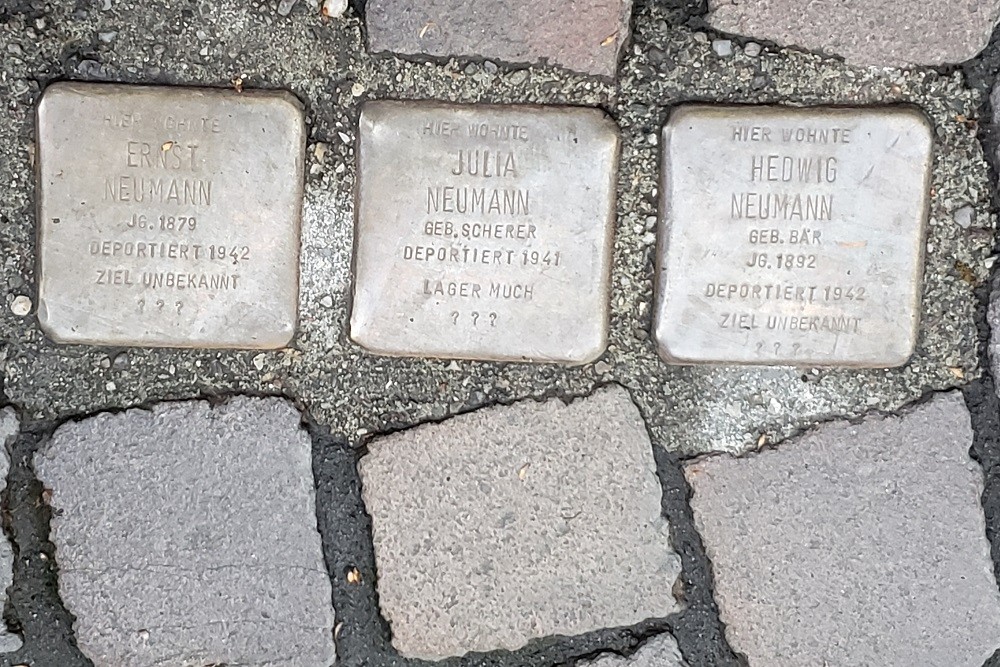 HIER WOHNTE
ERNST
NEUMANN
JG. 1879
DEPORTIERT 1942
ZIEL UNBEKANNT
? ? ?
HIER WOHNTE
JULIA
NEUMANN
GEB. SCHERER
DEPORTIERT 1941
LAGER MUCH
? ? ?
HIER WOHNTE
HEDWIG
NEUMANN
GEB. BÄR
JG. 1892
DEPORTIERT 1942
ZIEL UNBEKANNT
? ? ?